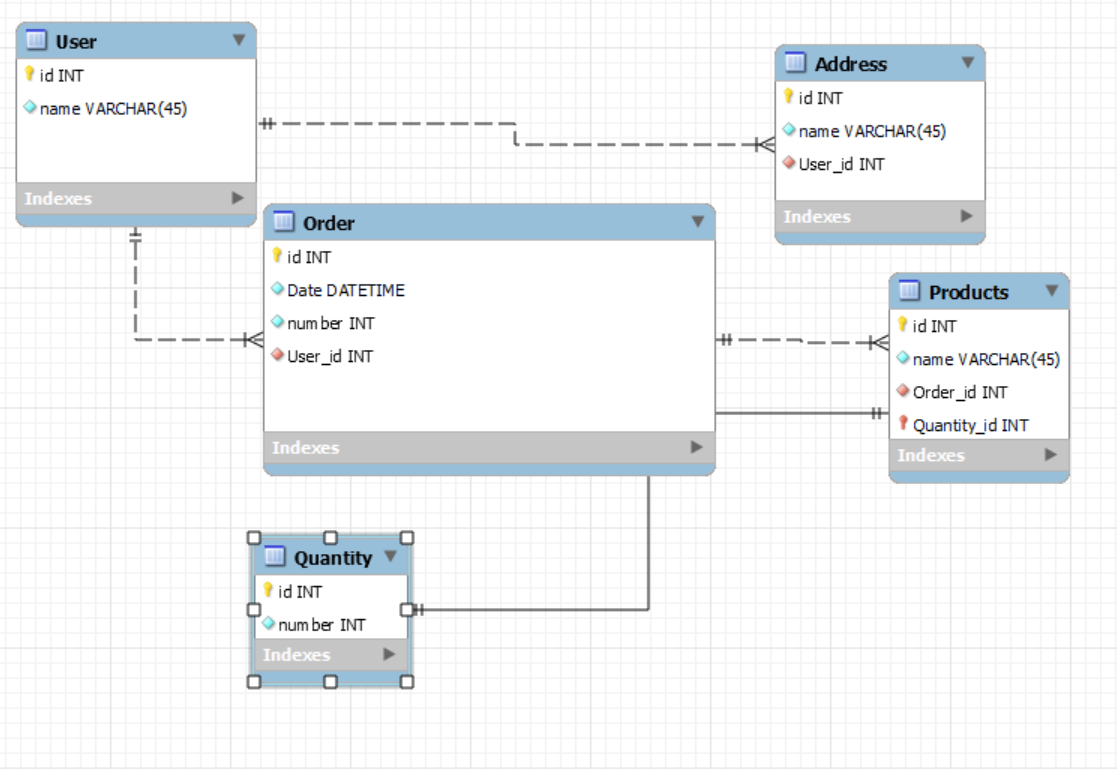 User
id INT
name VARCHAR(45)
Indexes
Address
id INT
name VARCHAR(45)
User_id INT
Indexes
Order
id INT
Date DATETIME
number INT
User_id INT
Indexes
Products
id INT
name VARCHAR(45)
Order_id INT
Quantity_id INT
Indexes
Quantity
id INT
number INT
Indexes